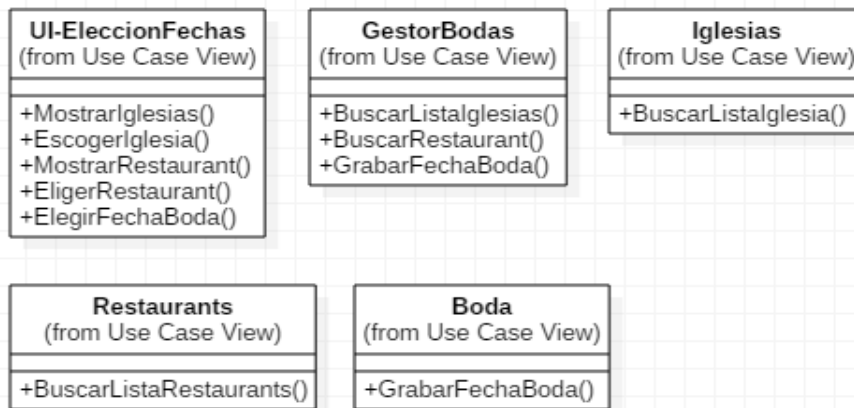 UI-EleccionFechas
(from Use Case View)
+MostrarIglesias()
+EscogerIglesia()
+MostrarRestaurant()
+EligerRestaurant()
+ElegirFechaBoda()
GestorBodas
(from Use Case View)
+BuscarListaIglesias()
+BuscarRestaurant()
+GrabarFechaBoda()
Iglesias
(from Use Case View)
+BuscarListaIglesia()
Restaurants
(from Use Case View)
+BuscarListaRestaurants()
Boda
(from Use Case View)
+GrabarFechaBoda()